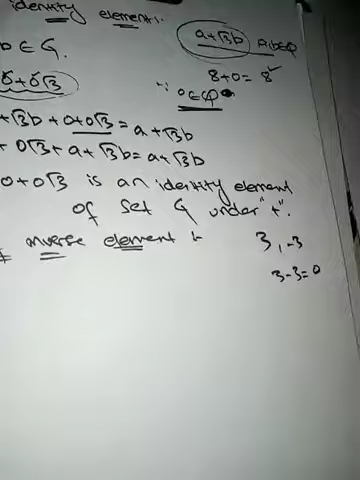 identity element :
a+√3b a,b∈Q
b ∈ G.
8+0=8
0+0√3
∵ 0∈Q
+√3b + 0+0√3 = a+√3b
+ 0√3 + a+√3b = a+√3b
0+0√3 is an identity element
of set G under "+".
inverse element :-
3, -3
3-3=0